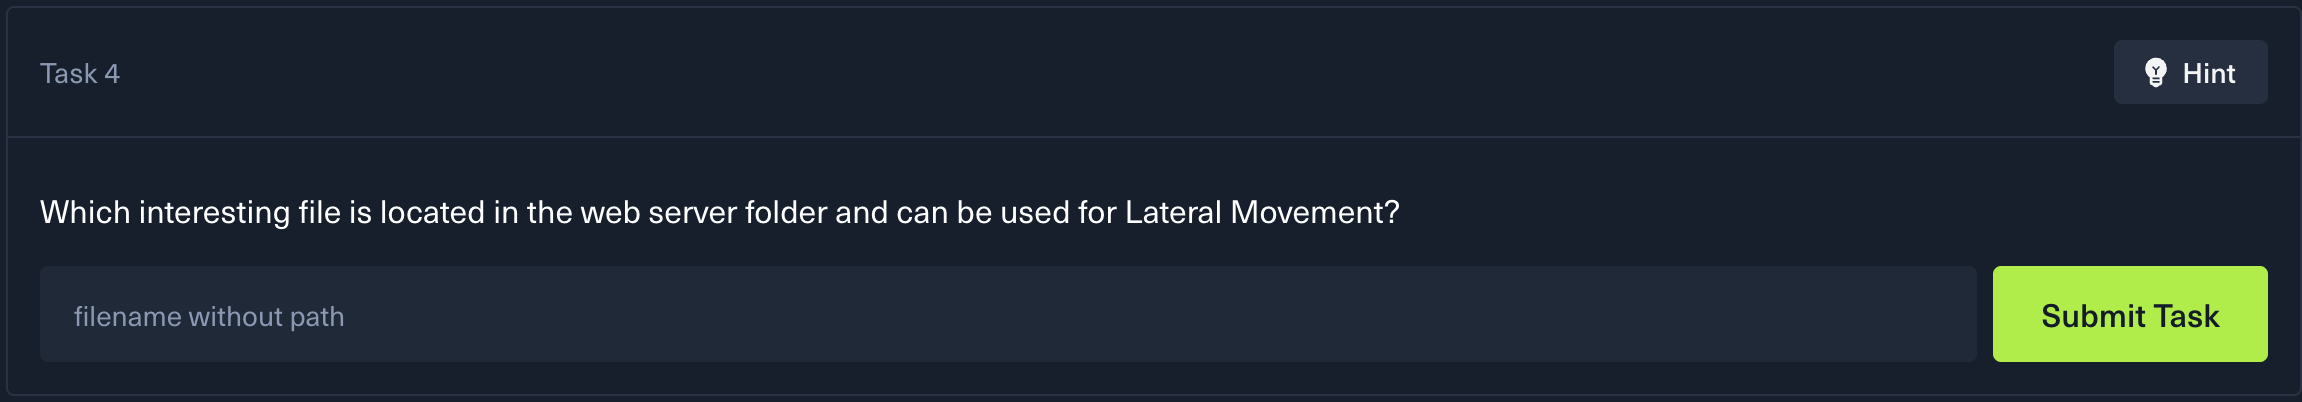 Task 4
Hint
Which interesting file is located in the web server folder and can be used for Lateral Movement?
filename without path
Submit Task